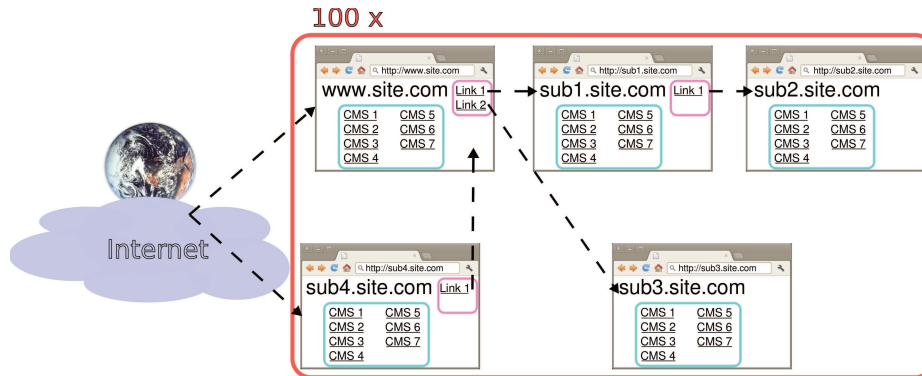 100 x
http://www.site.com
www.site.com
Link 1
Link 2
CMS 1 CMS 5
CMS 2 CMS 6
CMS 3 CMS 7
CMS 4
http://sub1.site.com
sub1.site.com
Link 1
CMS 1 CMS 5
CMS 2 CMS 6
CMS 3 CMS 7
CMS 4
http://sub2.site.com
sub2.site.com
CMS 1 CMS 5
CMS 2 CMS 6
CMS 3 CMS 7
CMS 4
Internet
http://sub4.site.com
sub4.site.com
Link 1
CMS 1 CMS 5
CMS 2 CMS 6
CMS 3 CMS 7
CMS 4
http://sub3.site.com
sub3.site.com
CMS 1 CMS 5
CMS 2 CMS 6
CMS 3 CMS 7
CMS 4